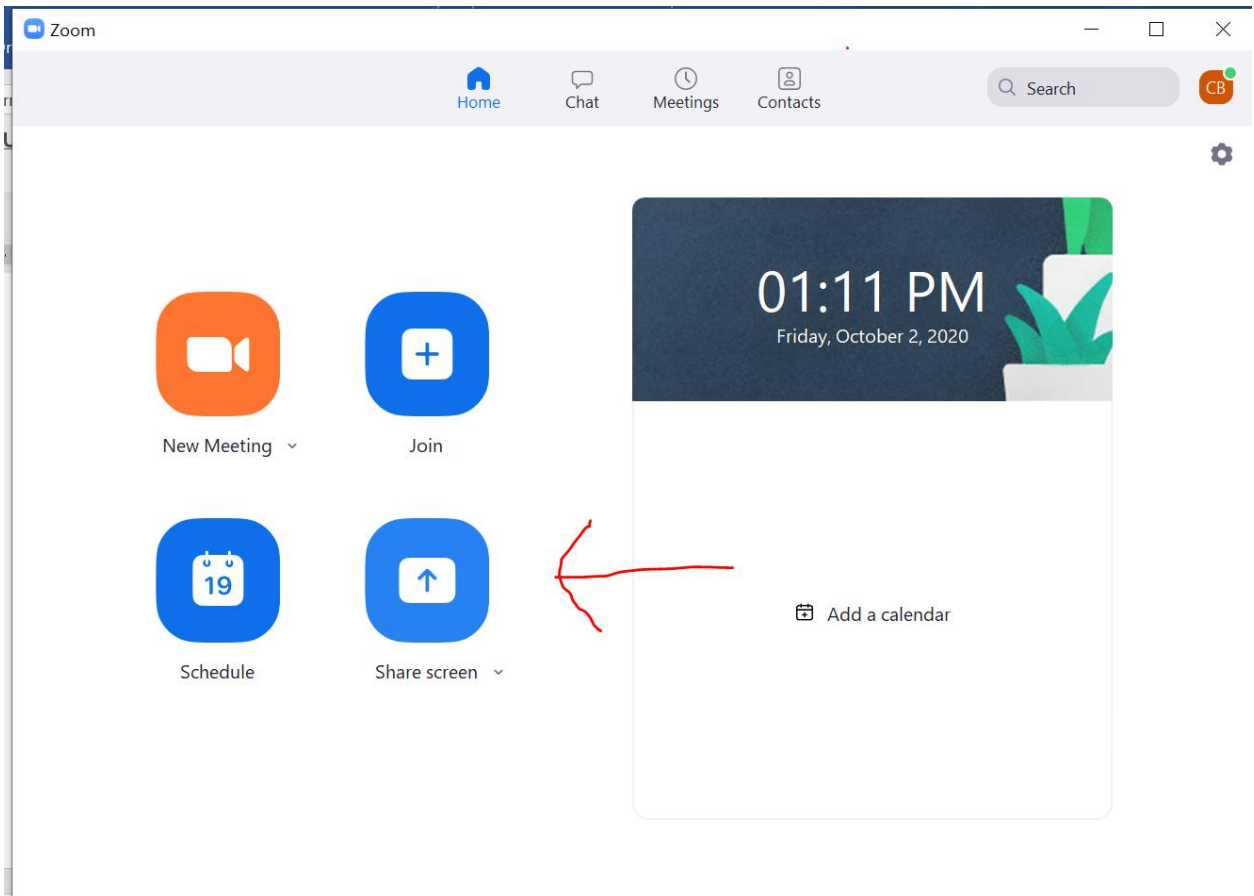 Zoom
Home
Chat
Meetings
Contacts
Search
CB
01:11 PM
Friday, October 2, 2020
New Meeting
Join
19
Schedule
Share screen
Add a calendar